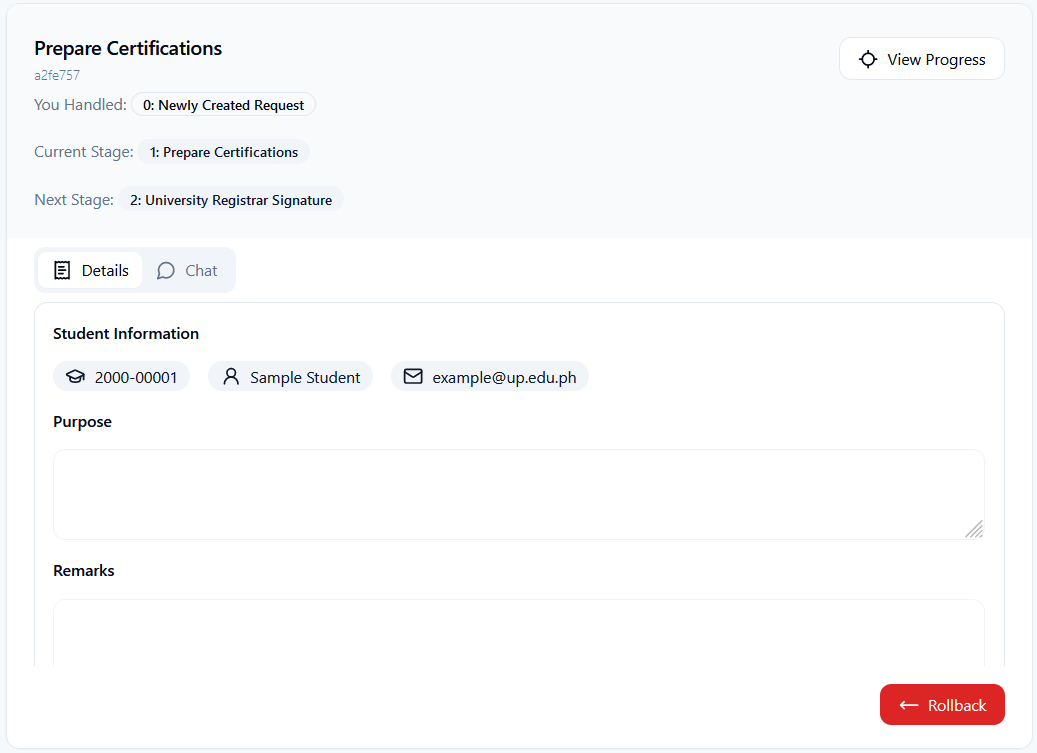 Prepare Certifications
View Progress
a2fe757
You Handled: 0: Newly Created Request
Current Stage: 1: Prepare Certifications
Next Stage: 2: University Registrar Signature
Details Chat
Student Information
2000-00001 Sample Student example@up.edu.ph
Purpose
Remarks
Rollback